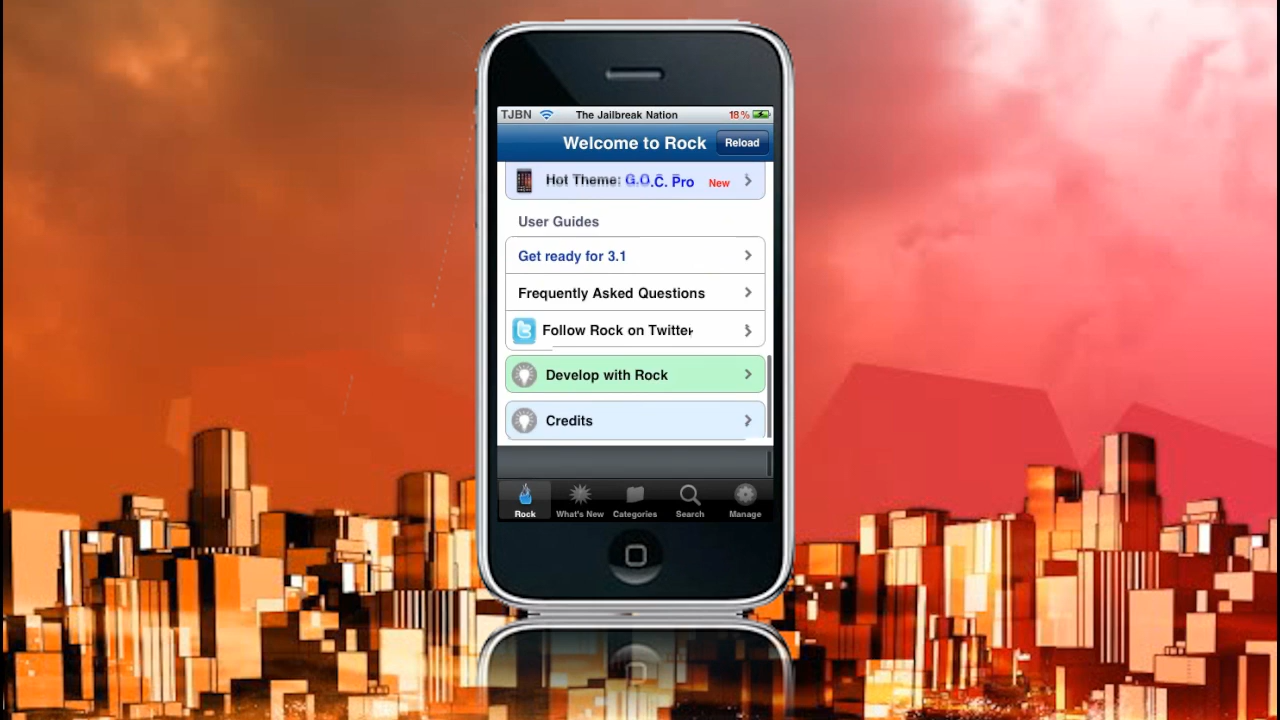 TJBN The Jailbreak Nation 18%
Welcome to Rock Reload
Hot Theme: G.O.C. Pro New
User Guides
Get ready for 3.1
Frequently Asked Questions
Follow Rock on Twitter
Develop with Rock
Credits
Rock What's New Categories Search Manage